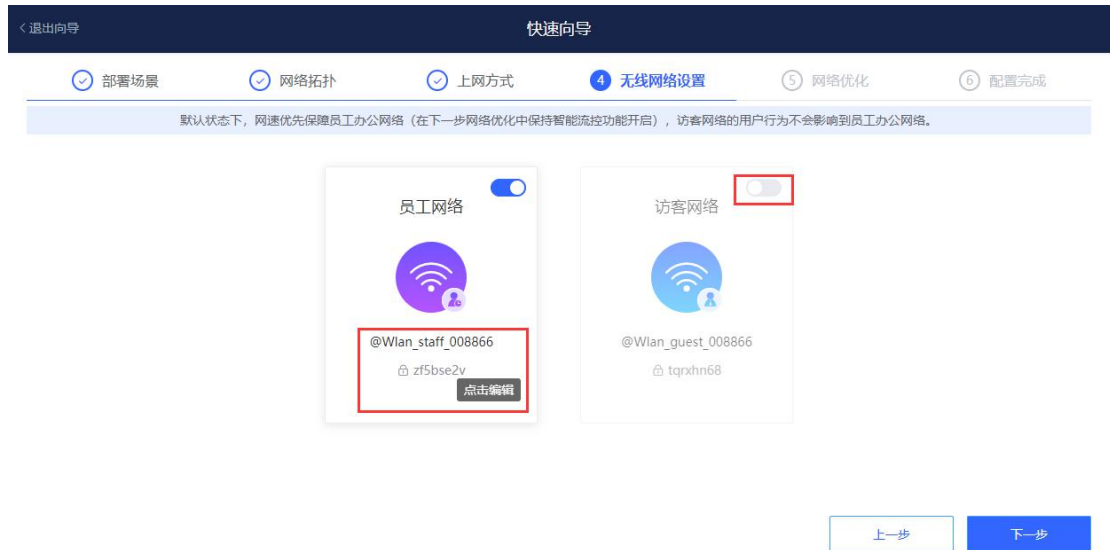 < 退出向导
快速向导
部署场景
网络拓扑
上网方式
4 无线网络设置
5 网络优化
6 配置完成
默认状态下，网速优先保障员工办公网络（在下一步网络优化中保持智能流控功能开启），访客网络的用户行为不会影响到员工办公网络。
员工网络
@Wlan_staff_008866
zf5bse2v
点击编辑
访客网络
@Wlan_guest_008866
tqrxhn68
上一步
下一步